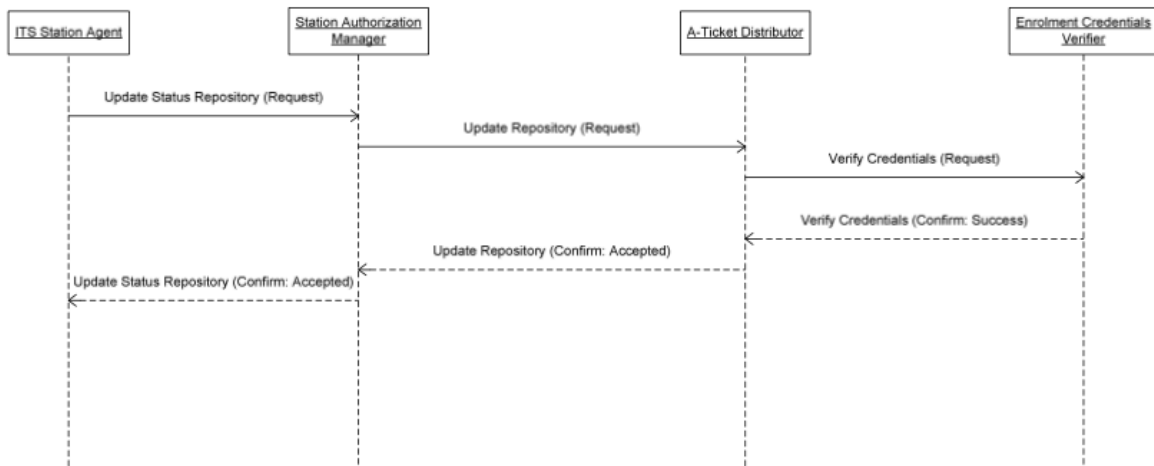 ITS Station Agent
Station Authorization
Manager
A-Ticket Distributor
Enrolment Credentials
Verifier
Update Status Repository (Request)
Update Repository (Request)
Verify Credentials (Request)
Verify Credentials (Confirm: Success)
Update Repository (Confirm: Accepted)
Update Status Repository (Confirm: Accepted)